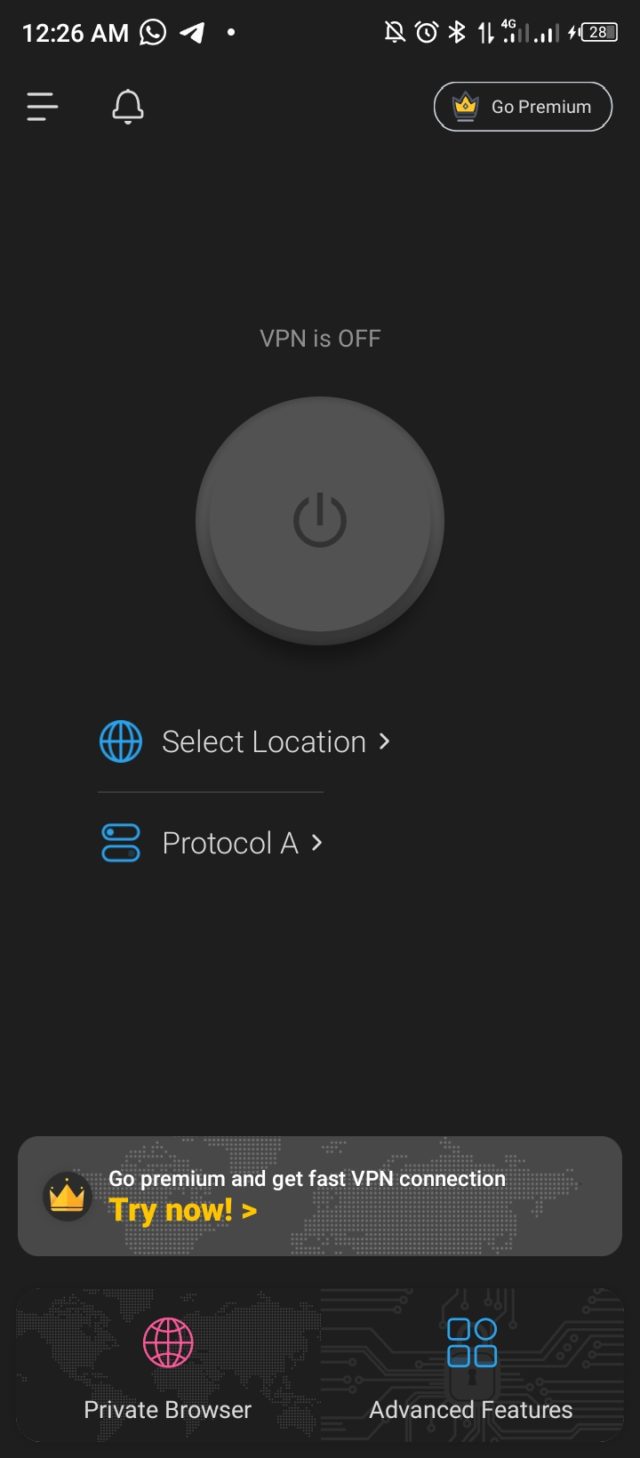 12:26 AM
4G
28
Go Premium
VPN is OFF
Select Location >
Protocol A >
Go premium and get fast VPN connection
Try now! >
Private Browser
Advanced Features